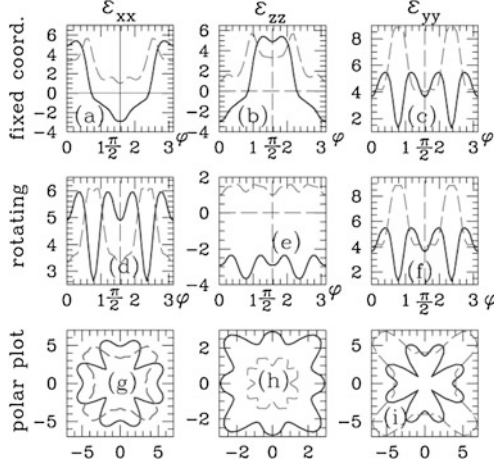 ε_xx ε_zz ε_yy
fixed coord.
6 4 2 0 −2 −4
(a)
0 1 π/2 2 3 φ
6 4 2 0 −2 −4
(b)
0 1 π/2 2 3
8 6 4 2
(c)
0 1 π/2 2 3 φ
rotating
6 5 4 3
(d)
0 1 π/2 2 3 φ
2 0 −2 −4
(e)
0 1 π/2 2 3 φ
8 6 4 2
(f)
0 1 π/2 2 3 φ
polar plot
5 0 −5
(g)
−5 0 5
2 0 −2
(h)
−2 0 2
5 0 −5
(i)
−5 0 5